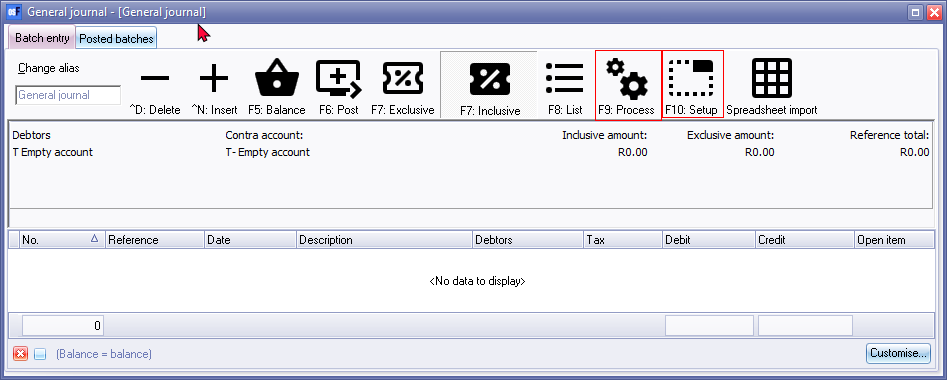 General journal - [General journal]
Batch entry Posted batches
Change alias
General journal
^D: Delete ^N: Insert F5: Balance F6: Post F7: Exclusive F7: Inclusive F8: List F9: Process F10: Setup Spreadsheet import
Debtors Contra account: Inclusive amount: Exclusive amount: Reference total:
T Empty account T- Empty account R0.00 R0.00 R0.00
No. Reference Date Description Debtors Tax Debit Credit Open item
<No data to display>
0
(Balance = balance) Customise...